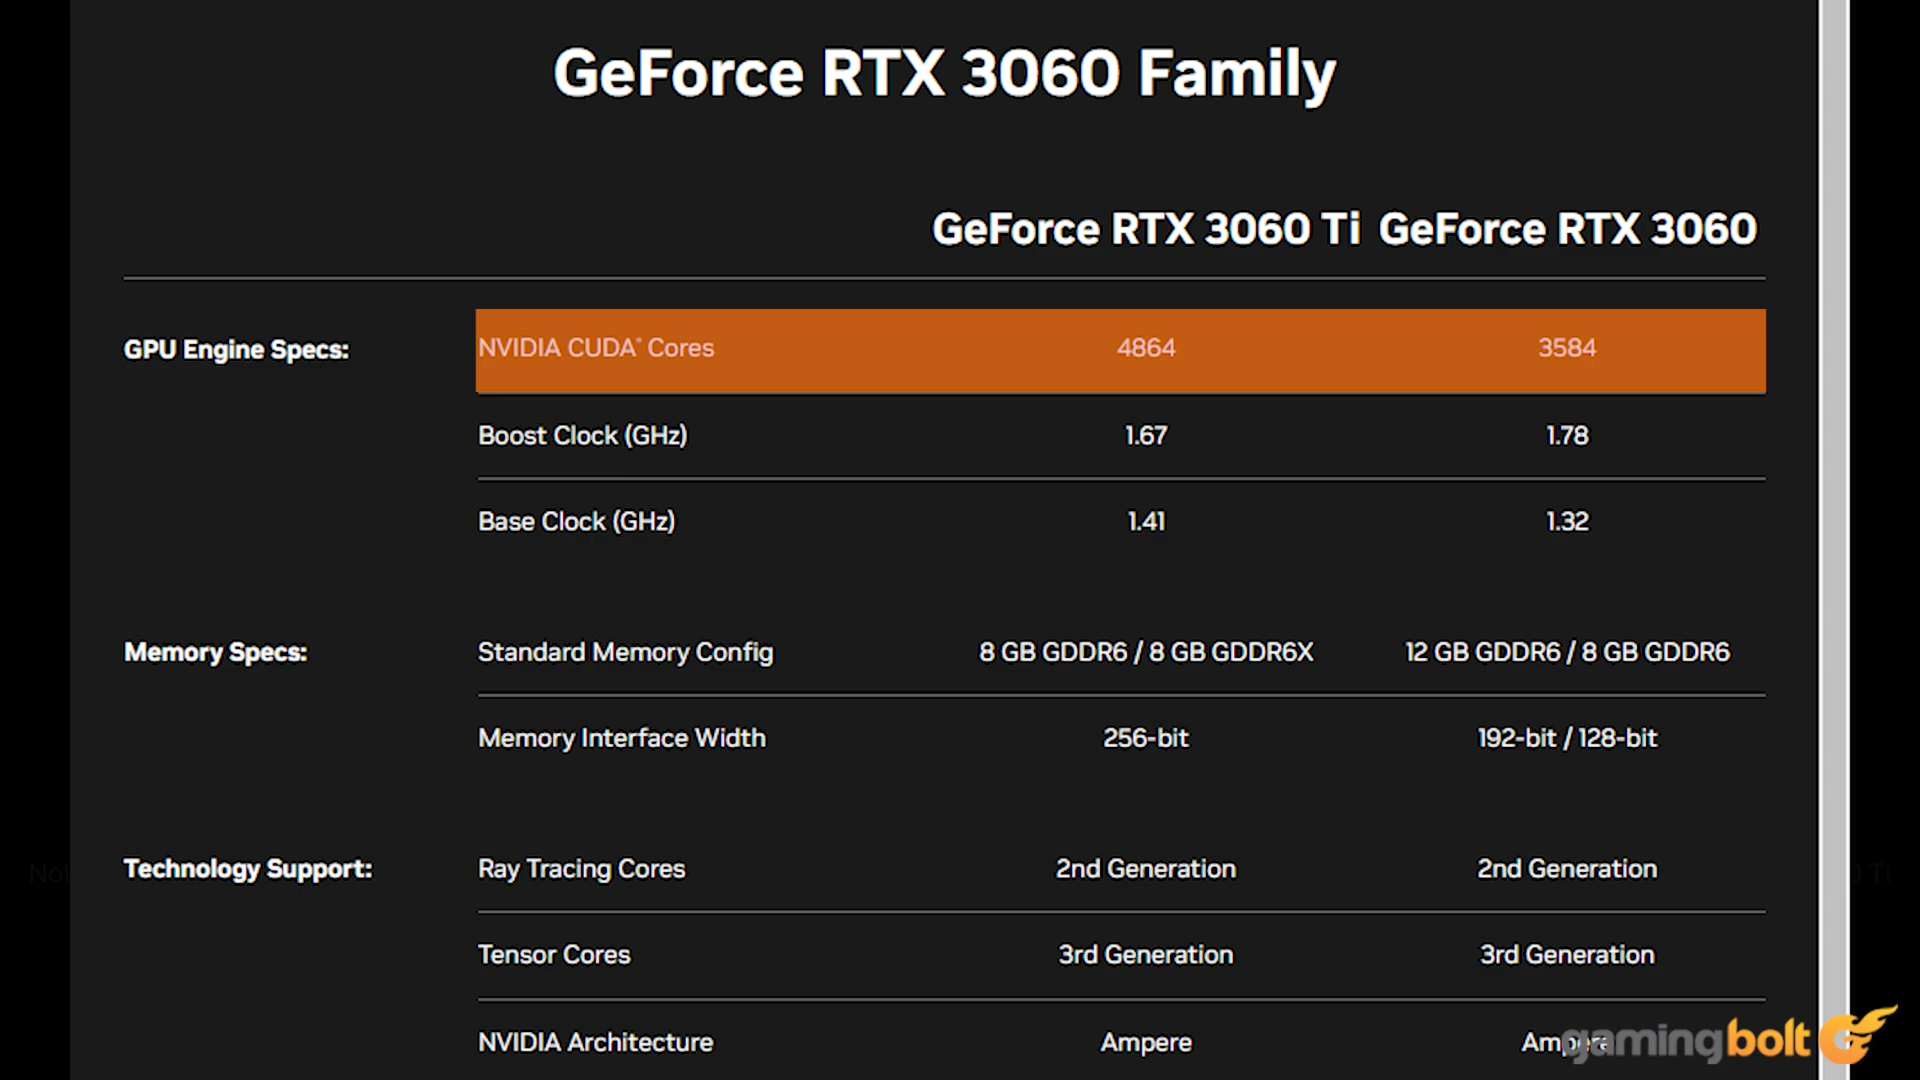 GeForce RTX 3060 Family
GeForce RTX 3060 Ti GeForce RTX 3060
GPU Engine Specs: NVIDIA CUDA® Cores 4864 3584
Boost Clock (GHz) 1.67 1.78
Base Clock (GHz) 1.41 1.32
Memory Specs: Standard Memory Config 8 GB GDDR6 / 8 GB GDDR6X 12 GB GDDR6 / 8 GB GDDR6
Memory Interface Width 256-bit 192-bit / 128-bit
Technology Support: Ray Tracing Cores 2nd Generation 2nd Generation
Tensor Cores 3rd Generation 3rd Generation
NVIDIA Architecture Ampere Ampere
gamingbolt